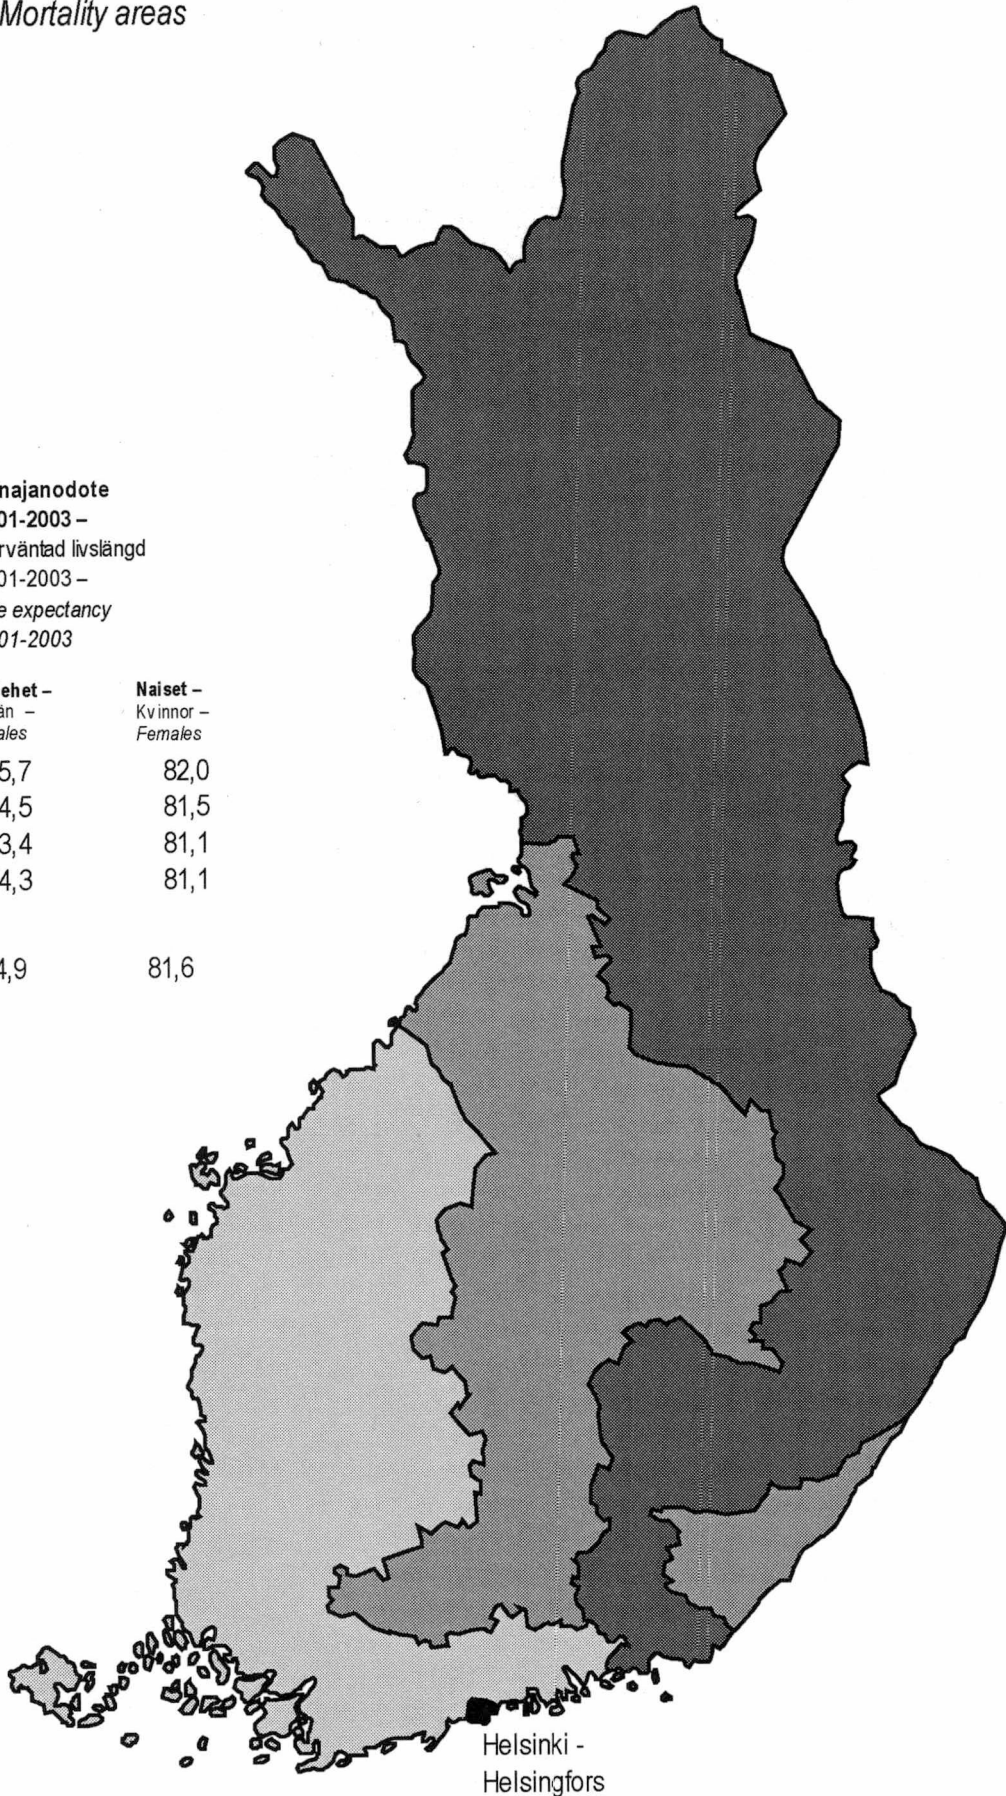 Mortality areas
najanodote
01-2003 –
rväntad livslängd
01-2003 –
e expectancy
01-2003
ehet – Naiset –
än – Kvinnor –
ales Females
5,7 82,0
4,5 81,5
3,4 81,1
4,3 81,1
4,9 81,6
Helsinki -
Helsingfors